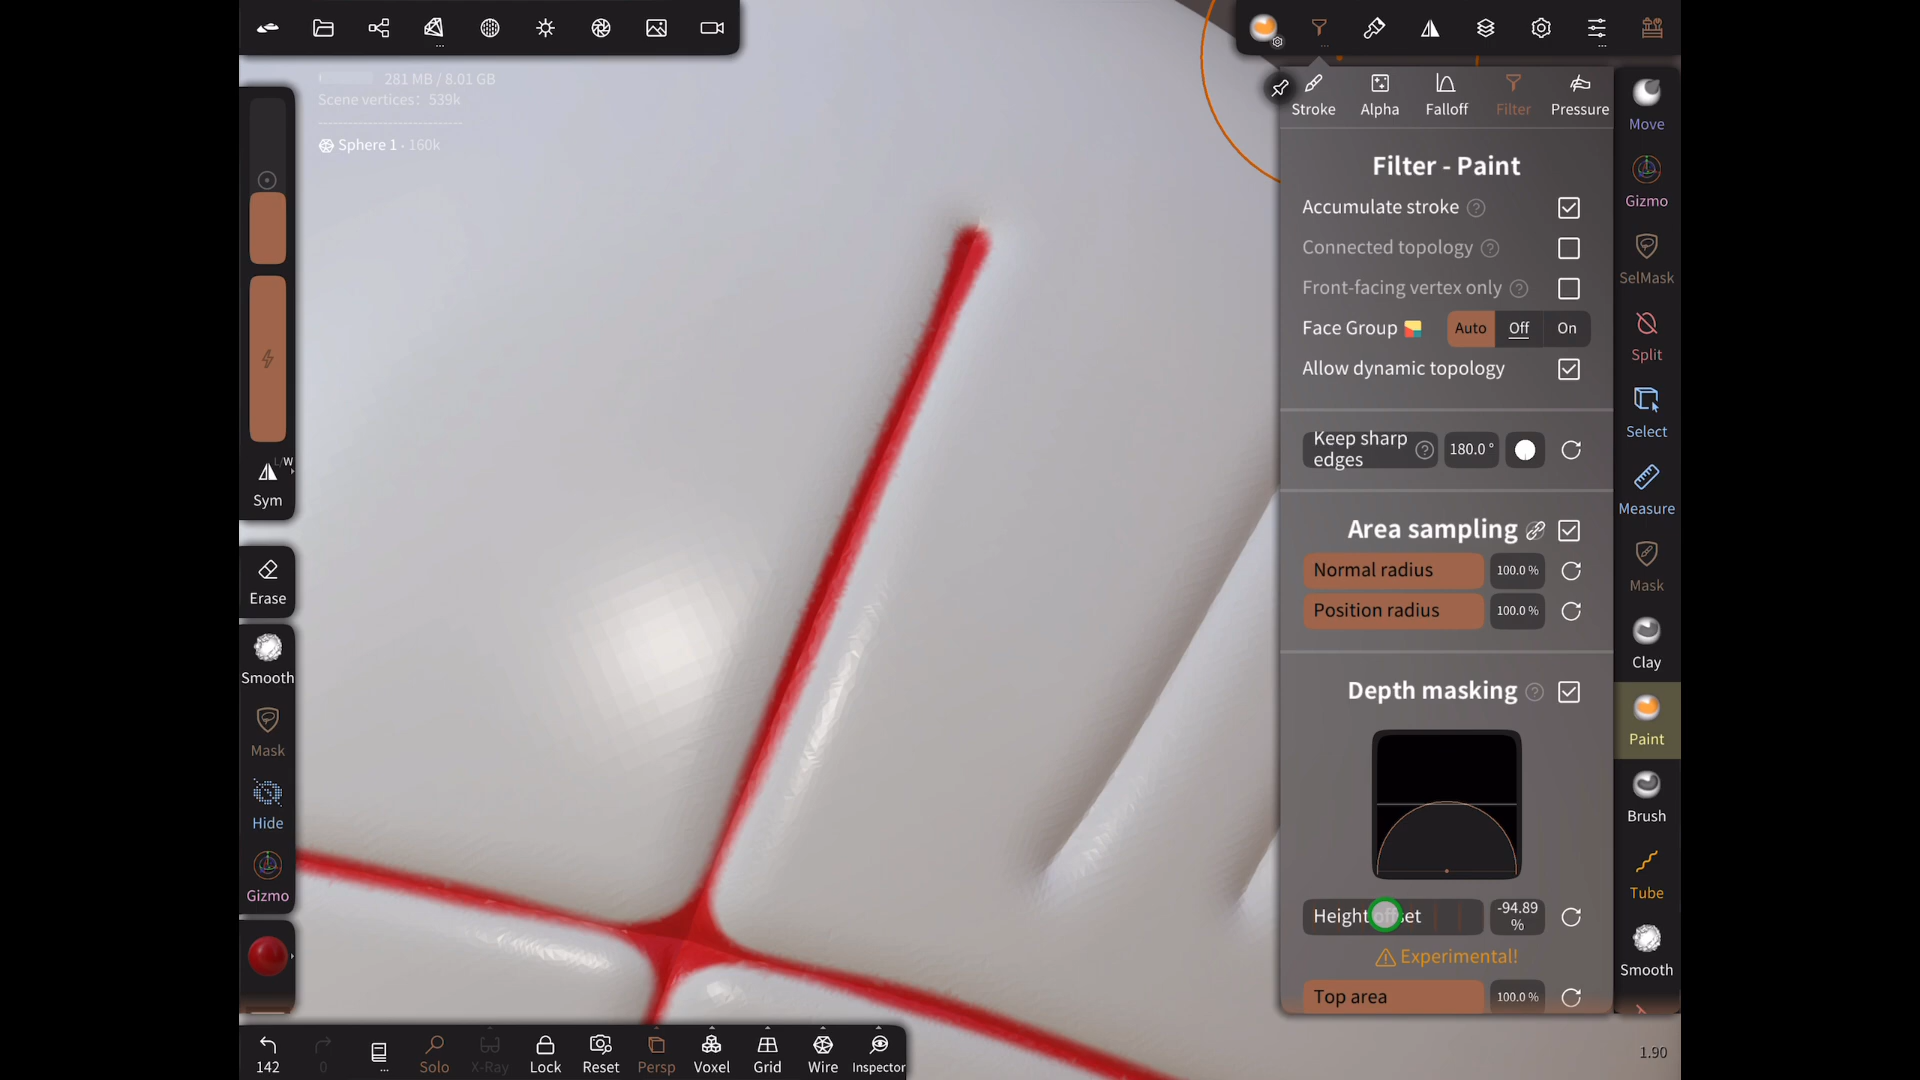 281 MB / 8.01 GB
Scene vertices: 539k
Sphere 1 · 160k
L/W
Sym
Erase
Smooth
Mask
Hide
Gizmo
142
0
Solo
X-Ray
Lock
Reset
Persp
Voxel
Grid
Wire
Inspector
Stroke
Alpha
Falloff
Filter
Pressure
Filter - Paint
Accumulate stroke ?
Connected topology ?
Front-facing vertex only ?
Face Group Auto Off On
Allow dynamic topology
Keep sharp edges ? 180.0 °
Area sampling
Normal radius 100.0 %
Position radius 100.0 %
Depth masking ?
Height offset -94.89 %
Experimental!
Top area 100.0 %
Move
Gizmo
SelMask
Split
Select
Measure
Mask
Clay
Paint
Brush
Tube
Smooth
1.90